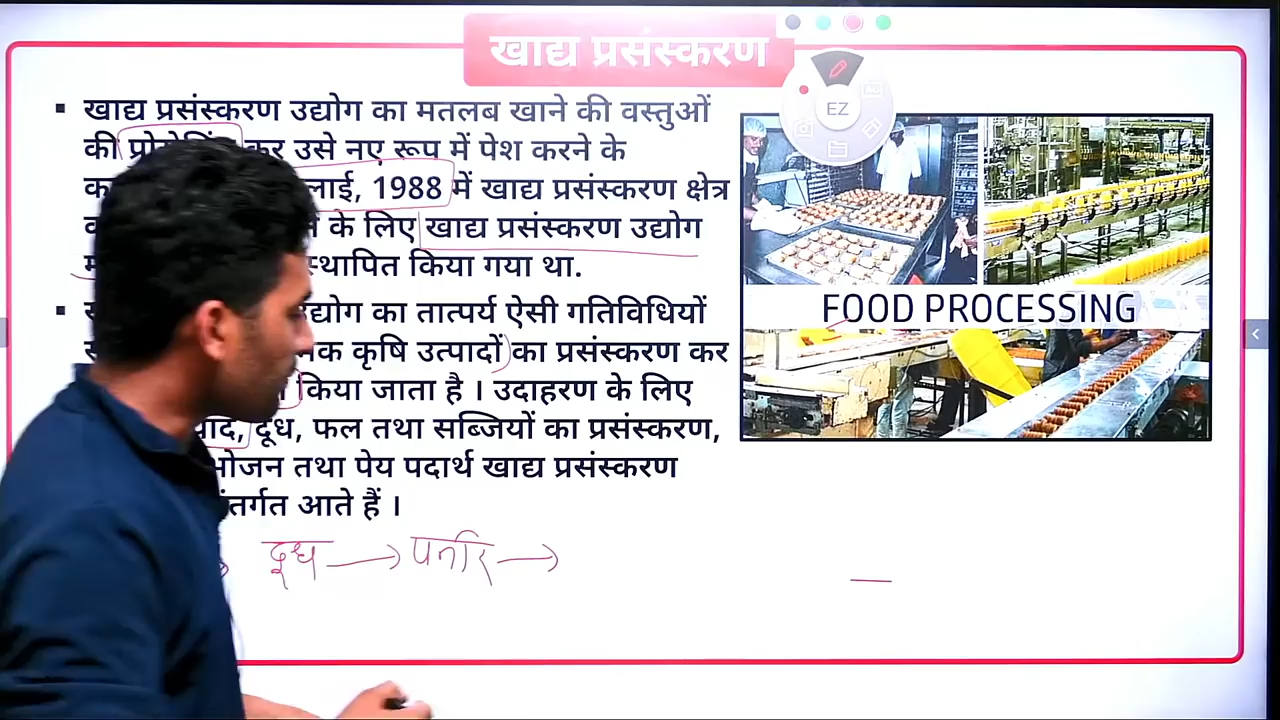 खाद्य प्रसंस्करण
EZ
खाद्य प्रसंस्करण उद्योग का मतलब खाने की वस्तुओं
की कर उसे नए रूप में पेश करने के
1988 में खाद्य प्रसंस्करण क्षेत्र
के लिए खाद्य प्रसंस्करण उद्योग
स्थापित किया गया था.
का तात्पर्य ऐसी गतिविधियों
कृषि उत्पादों का प्रसंस्करण कर
किया जाता है । उदाहरण के लिए
दूध, फल तथा सब्जियों का प्रसंस्करण,
तथा पेय पदार्थ खाद्य प्रसंस्करण
आते हैं ।
दूध → पनीर →
FOOD PROCESSING